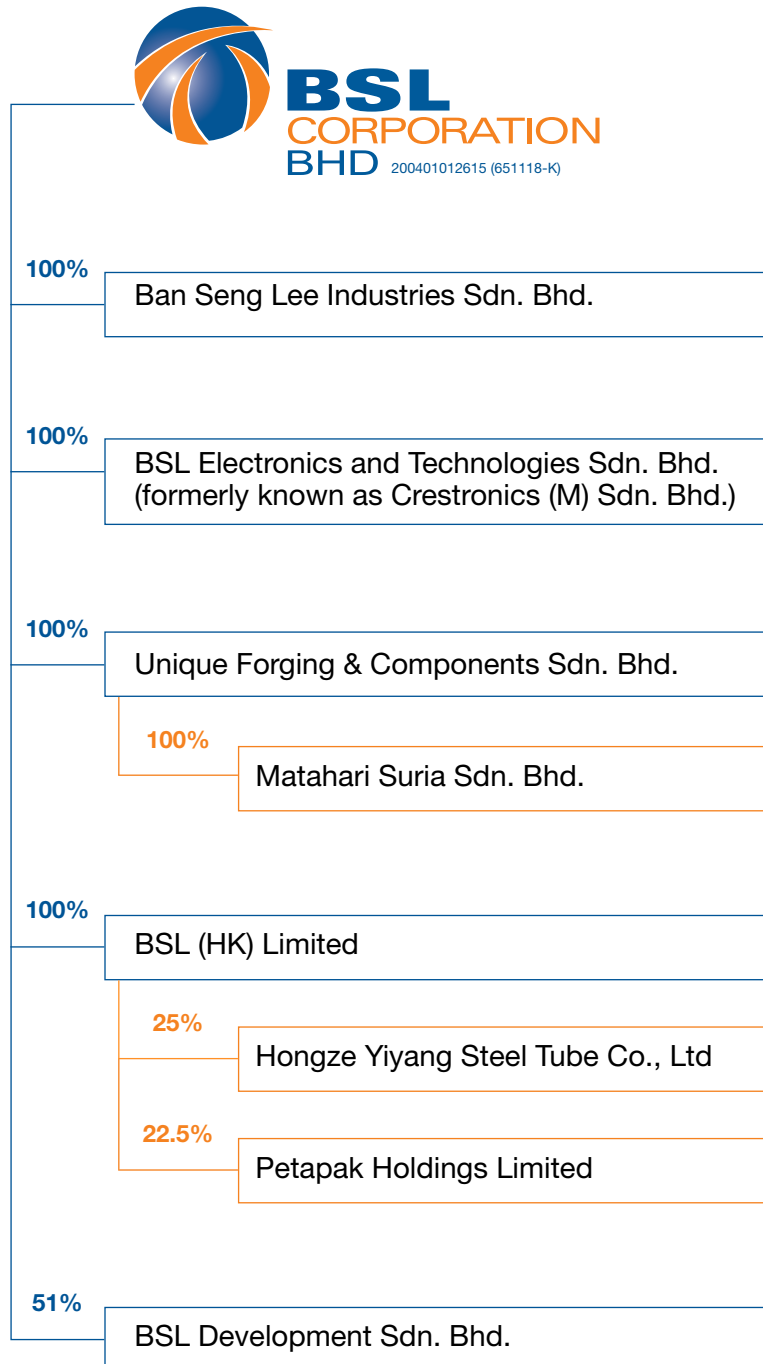 BSL
CORPORATION
BHD 200401012615 (651118-K)
100%
Ban Seng Lee Industries Sdn. Bhd.
100%
BSL Electronics and Technologies Sdn. Bhd.
(formerly known as Crestronics (M) Sdn. Bhd.)
100%
Unique Forging & Components Sdn. Bhd.
100%
Matahari Suria Sdn. Bhd.
100%
BSL (HK) Limited
25%
Hongze Yiyang Steel Tube Co., Ltd
22.5%
Petapak Holdings Limited
51%
BSL Development Sdn. Bhd.